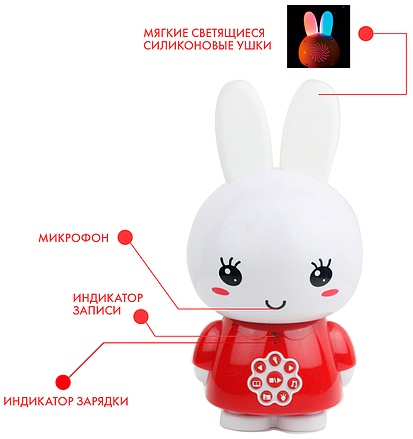 МЯГКИЕ СВЕТЯЩИЕСЯ
СИЛИКОНОВЫЕ УШКИ
МИКРОФОН
ИНДИКАТОР
ЗАПИСИ
ИНДИКАТОР ЗАРЯДКИ